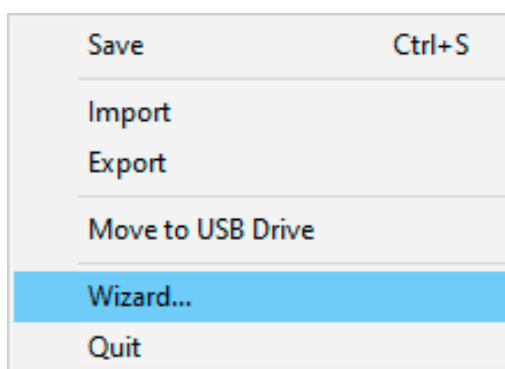 Save Ctrl+S
Import
Export
Move to USB Drive
Wizard...
Quit